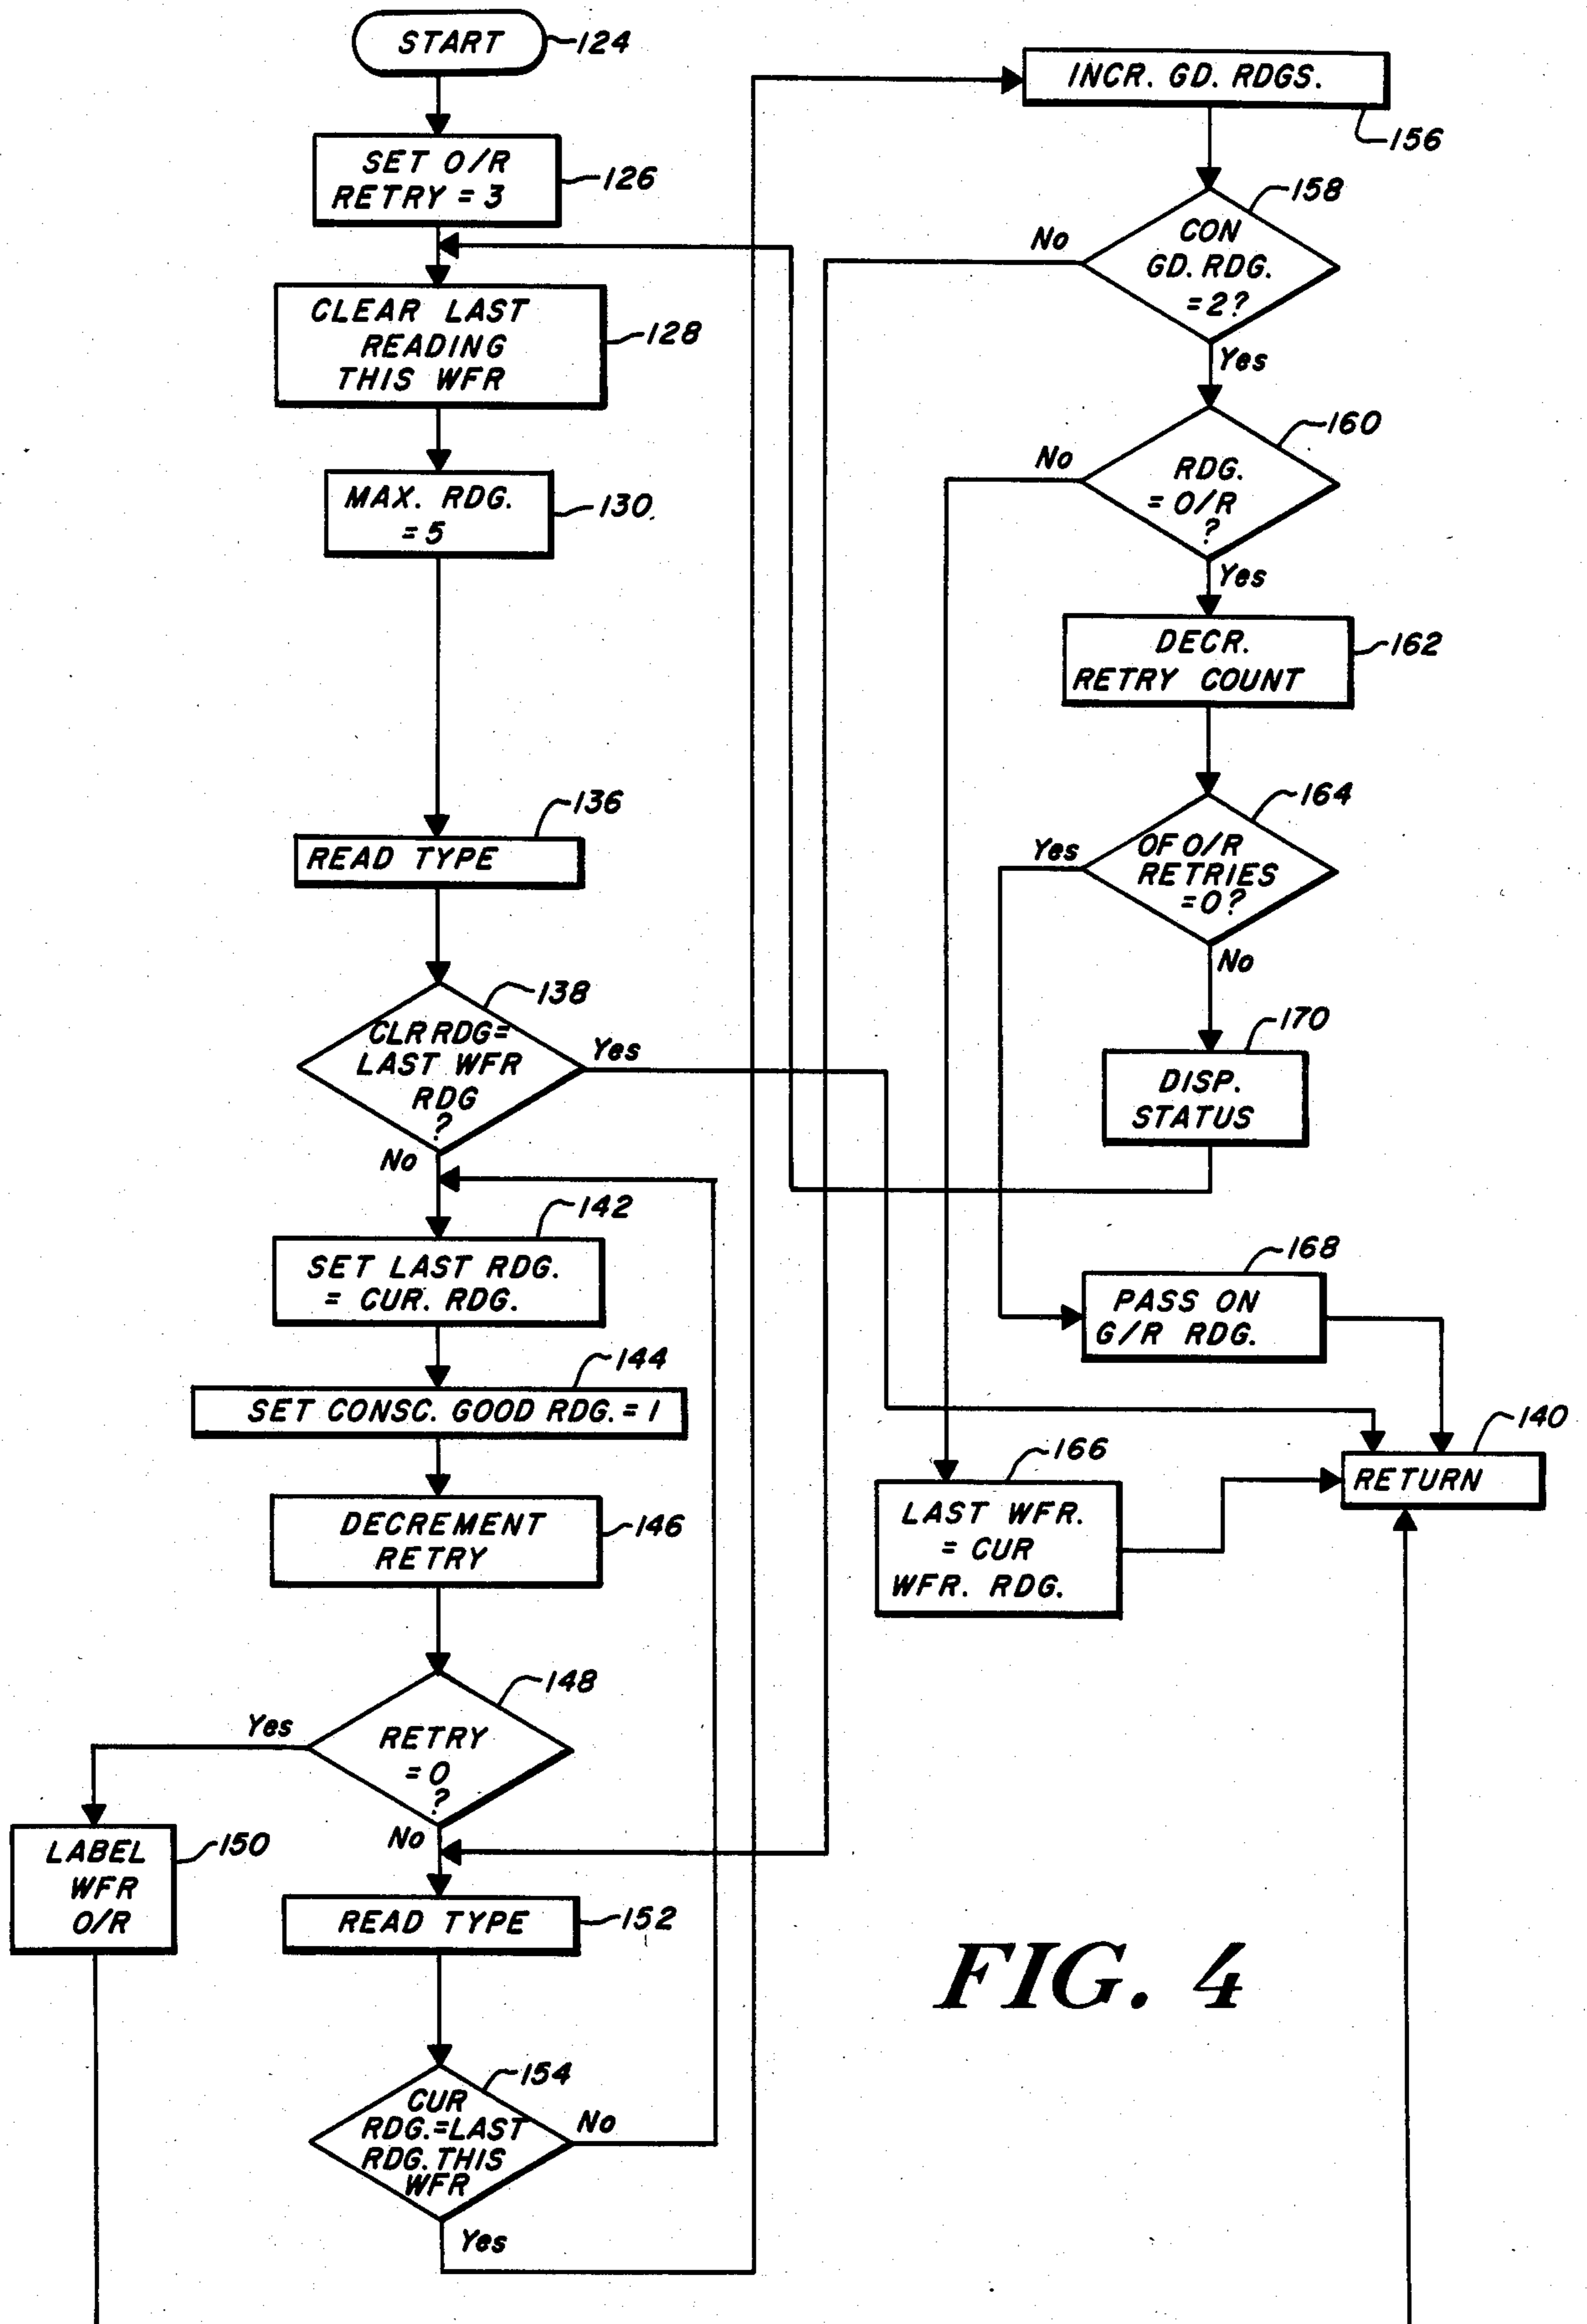 START
124
SET O/R
RETRY = 3
126
CLEAR LAST
READING
THIS WFR
128
MAX. RDG.
= 5
130
READ TYPE
136
CLR RDG=
LAST WFR
RDG
?
138
Yes
No
SET LAST RDG.
= CUR. RDG.
142
SET CONSC. GOOD RDG. = 1
144
DECREMENT
RETRY
146
RETRY
= 0
?
148
Yes
No
LABEL
WFR
O/R
150
READ TYPE
152
CUR
RDG.=LAST
RDG. THIS
WFR
154
No
Yes
INCR. GD. RDGS.
156
CON
GD. RDG.
= 2?
158
No
Yes
RDG.
= O/R
?
160
No
Yes
DECR.
RETRY COUNT
162
OF O/R
RETRIES
= 0?
164
Yes
No
DISP.
STATUS
170
PASS ON
G/R RDG.
168
RETURN
140
LAST WFR.
= CUR
WFR. RDG.
166
FIG. 4